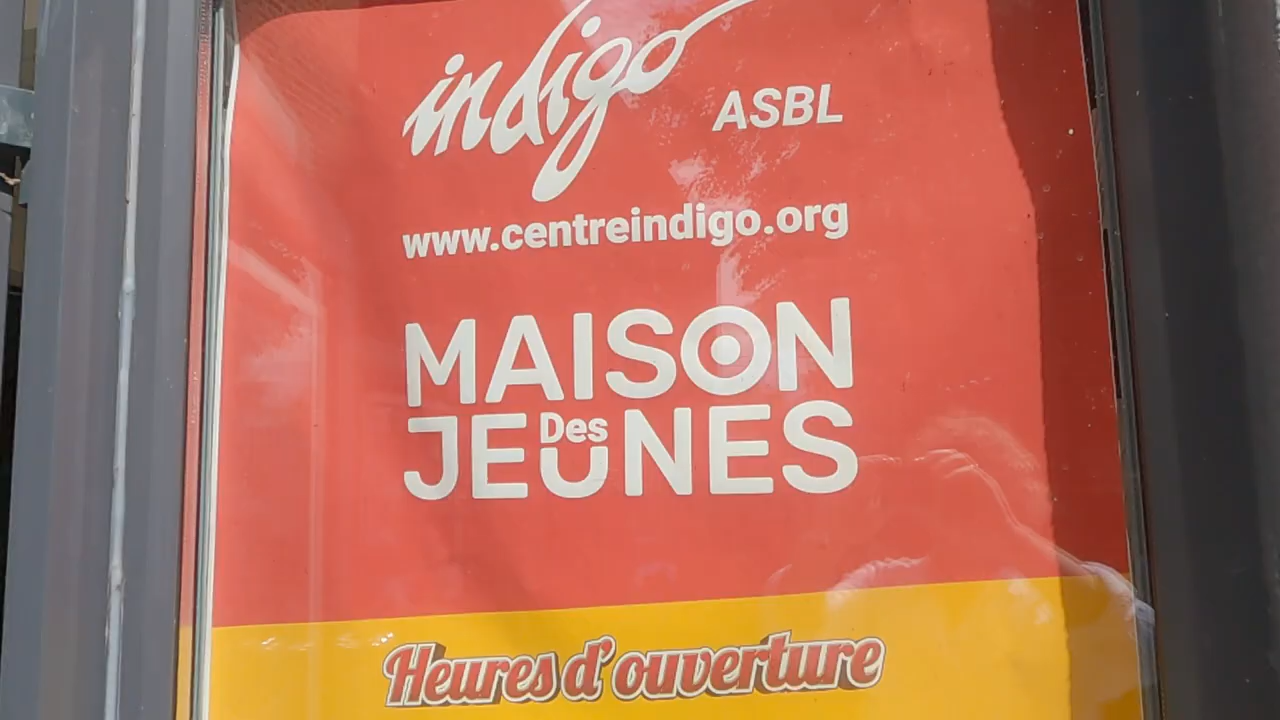 indigo
ASBL
www.centreindigo.org
MAISON
Des
JEUNES
Heures d'ouverture